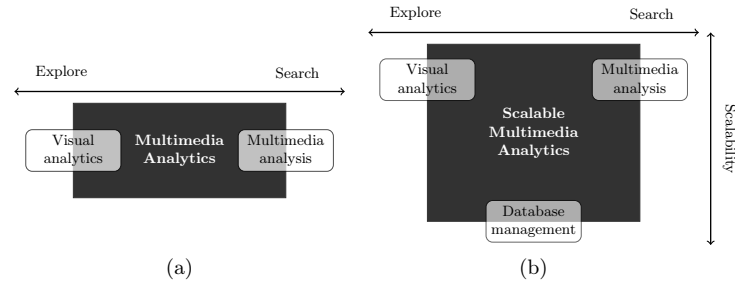 Explore
Search
Visual
analytics
Multimedia
Analytics
Multimedia
analysis
(a)
Explore
Search
Visual
analytics
Multimedia
analysis
Scalable
Multimedia
Analytics
Database
management
Scalability
(b)